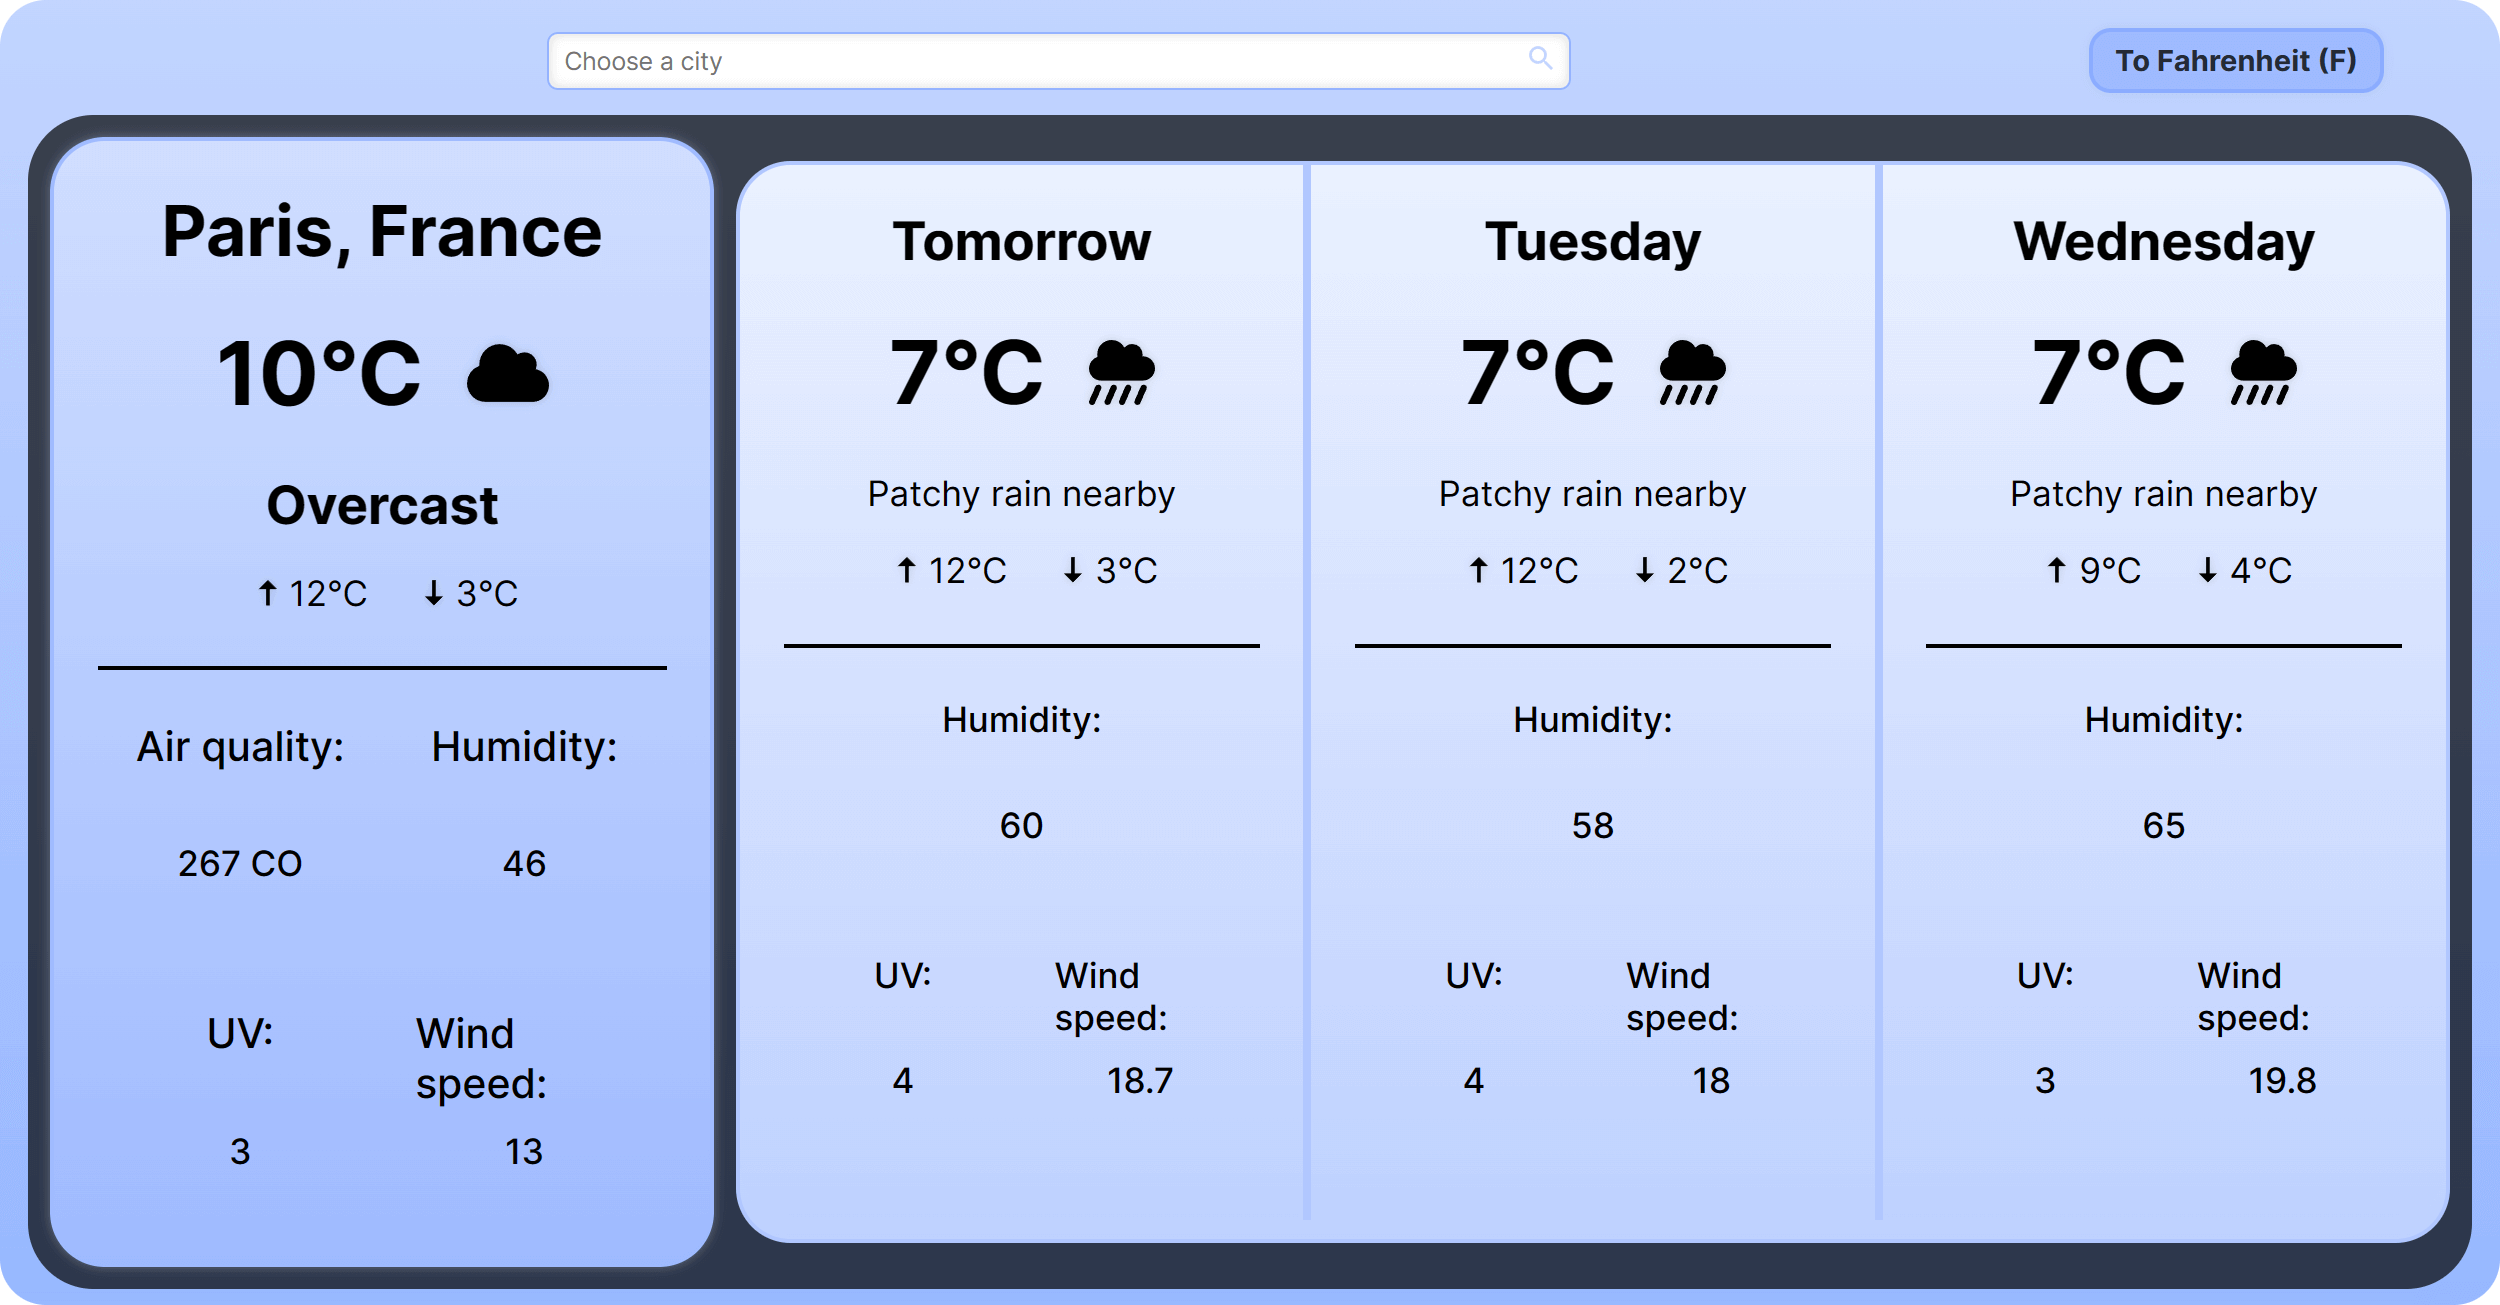 Choose a city
To Fahrenheit (F)
Paris, France
10°C
Overcast
↑ 12°C ↓ 3°C
Air quality: Humidity:
267 CO 46
UV: Wind
speed:
3 13
Tomorrow
7°C
Patchy rain nearby
↑ 12°C ↓ 3°C
Humidity:
60
UV: Wind
speed:
4 18.7
Tuesday
7°C
Patchy rain nearby
↑ 12°C ↓ 2°C
Humidity:
58
UV: Wind
speed:
4 18
Wednesday
7°C
Patchy rain nearby
↑ 9°C ↓ 4°C
Humidity:
65
UV: Wind
speed:
3 19.8